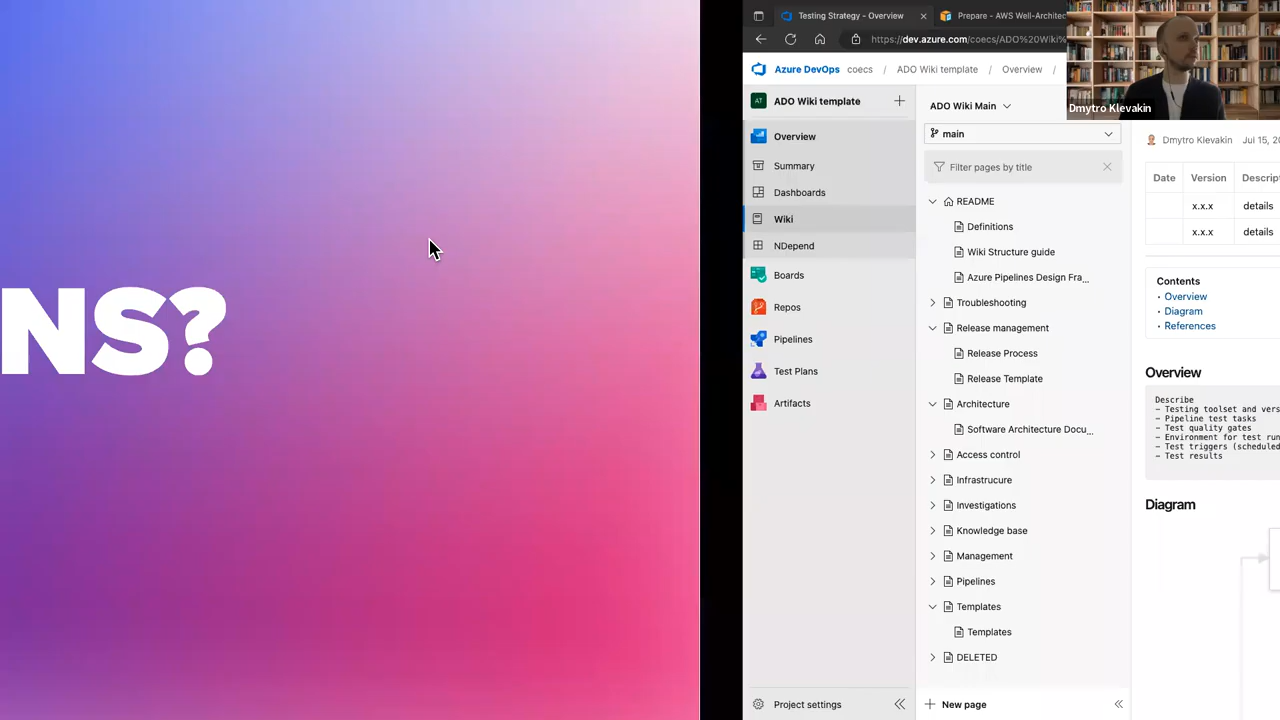 NS?
Testing Strategy - Overview
Prepare - AWS Well-Architec
https://dev.azure.com/coecs/ADO%20Wiki%
Azure DevOps coecs / ADO Wiki template / Overview /
ADO Wiki template
Overview
Summary
Dashboards
Wiki
NDepend
Boards
Repos
Pipelines
Test Plans
Artifacts
Project settings
ADO Wiki Main
main
Filter pages by title
README
Definitions
Wiki Structure guide
Azure Pipelines Design Fra...
Troubleshooting
Release management
Release Process
Release Template
Architecture
Software Architecture Docu...
Access control
Infrastrucure
Investigations
Knowledge base
Management
Pipelines
Templates
Templates
DELETED
New page
Dmytro Klevakin
Dmytro Klevakin Jul 15, 20
Date Version Descrip
x.x.x details
x.x.x details
Contents
• Overview
• Diagram
• References
Overview
Describe
- Testing toolset and vers
- Pipeline test tasks
- Test quality gates
- Environment for test run
- Test triggers (scheduled
- Test results
Diagram